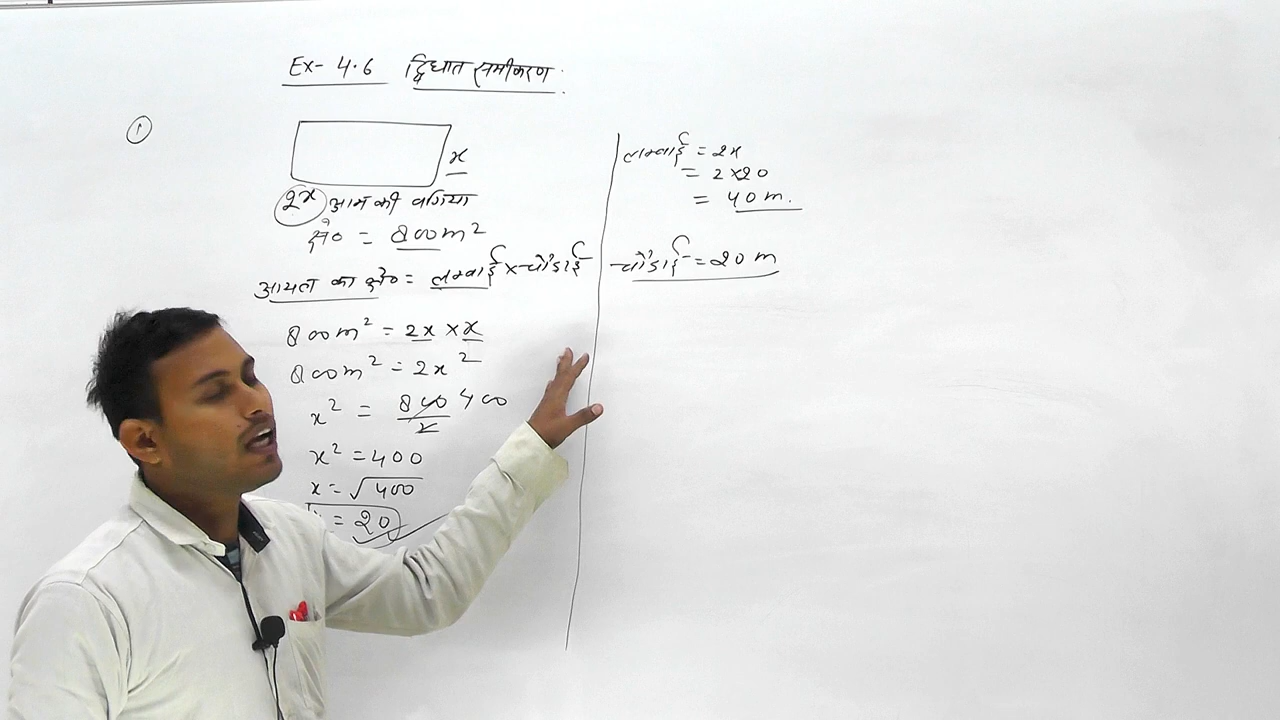 Ex- 4.6 द्विघात समीकरण
①
x
2x आम की बगिया
क्षे० = 800m²
आयत का क्षे० = लम्बाई × चौड़ाई
800m² = 2x × x
800m² = 2x²
x² = 800/2 400
x² = 400
x = √400
= 20
लम्बाई = 2x
= 2×20
= 40 m.
चौड़ाई = 20 m